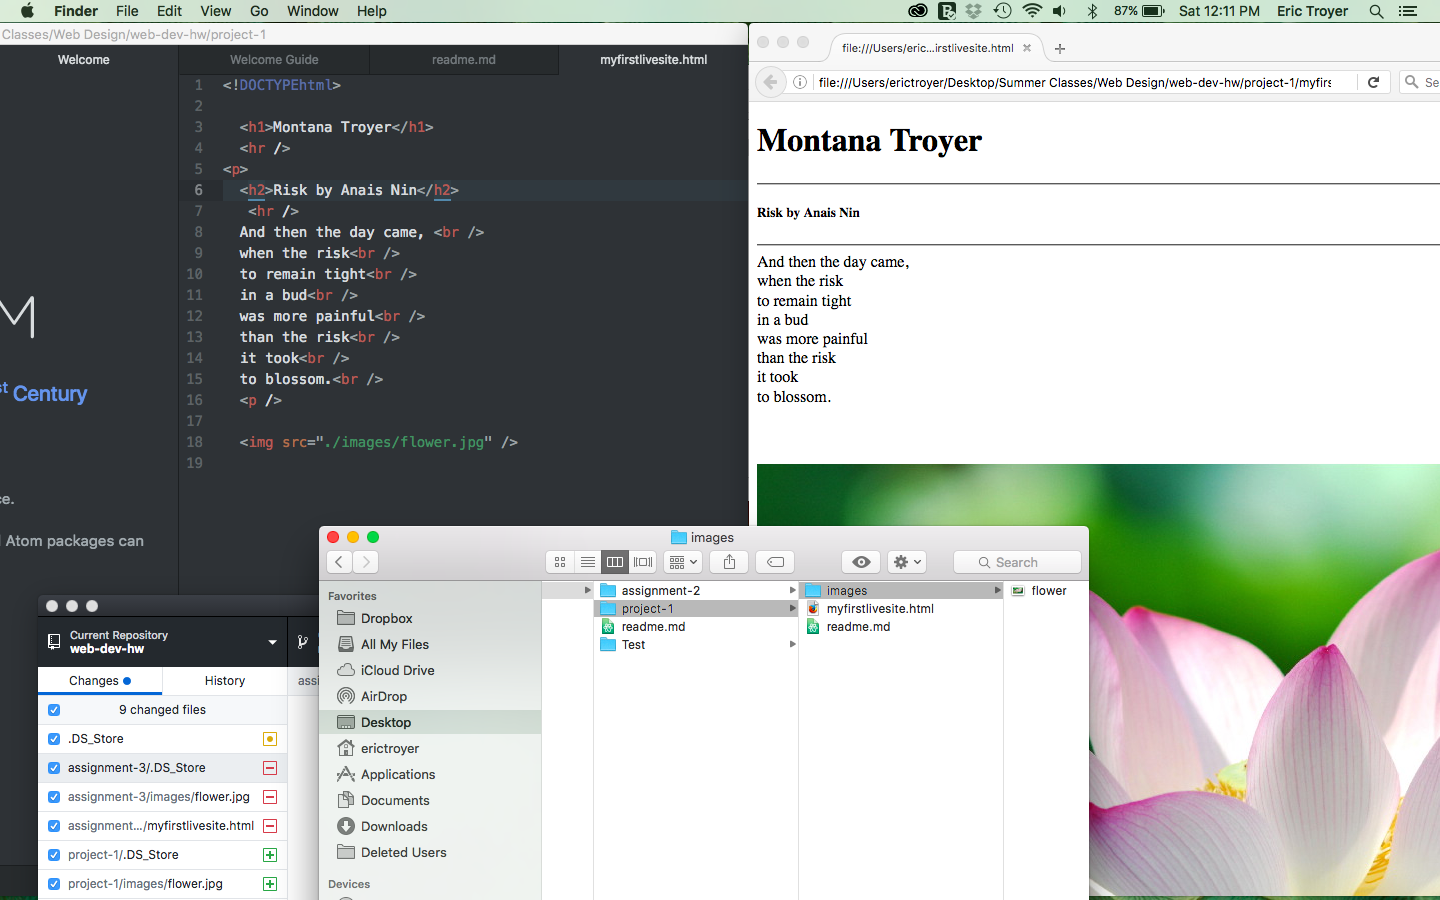 Finder File Edit View Go Window Help 87% Sat 12:11 PM Eric Troyer
Classes/Web Design/web-dev-hw/project-1
Welcome Welcome Guide readme.md myfirstlivesite.html
1 <!DOCTYPEhtml>
2
3 <h1>Montana Troyer</h1>
4 <hr />
5 <p>
6 <h2>Risk by Anais Nin</h2>
7 <hr />
8 And then the day came, <br />
9 when the risk<br />
10 to remain tight<br />
11 in a bud<br />
12 was more painful<br />
13 than the risk<br />
14 it took<br />
15 to blossom.<br />
16 <p />
17
18 <img src="./images/flower.jpg" />
19
M
st Century
ce.
Atom packages can
file:///Users/eric...irstlivesite.html
file:///Users/erictroyer/Desktop/Summer Classes/Web Design/web-dev-hw/project-1/myfirs
Se
Montana Troyer
Risk by Anais Nin
And then the day came,
when the risk
to remain tight
in a bud
was more painful
than the risk
it took
to blossom.
images
Search
Favorites
Dropbox
All My Files
iCloud Drive
AirDrop
Desktop
erictroyer
Applications
Documents
Downloads
Deleted Users
Devices
assignment-2
project-1
readme.md
Test
images
myfirstlivesite.html
readme.md
flower
Current Repository
web-dev-hw
Changes History
assi
9 changed files
.DS_Store
assignment-3/.DS_Store
assignment-3/images/flower.jpg
assignment.../myfirstlivesite.html
project-1/.DS_Store
project-1/images/flower.jpg